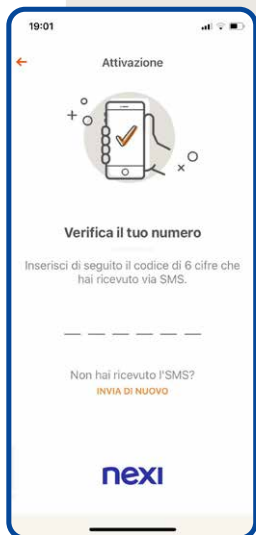 19:01
Attivazione
Verifica il tuo numero
Inserisci di seguito il codice di 6 cifre che
hai ricevuto via SMS.
Non hai ricevuto l'SMS?
INVIA DI NUOVO
nexi